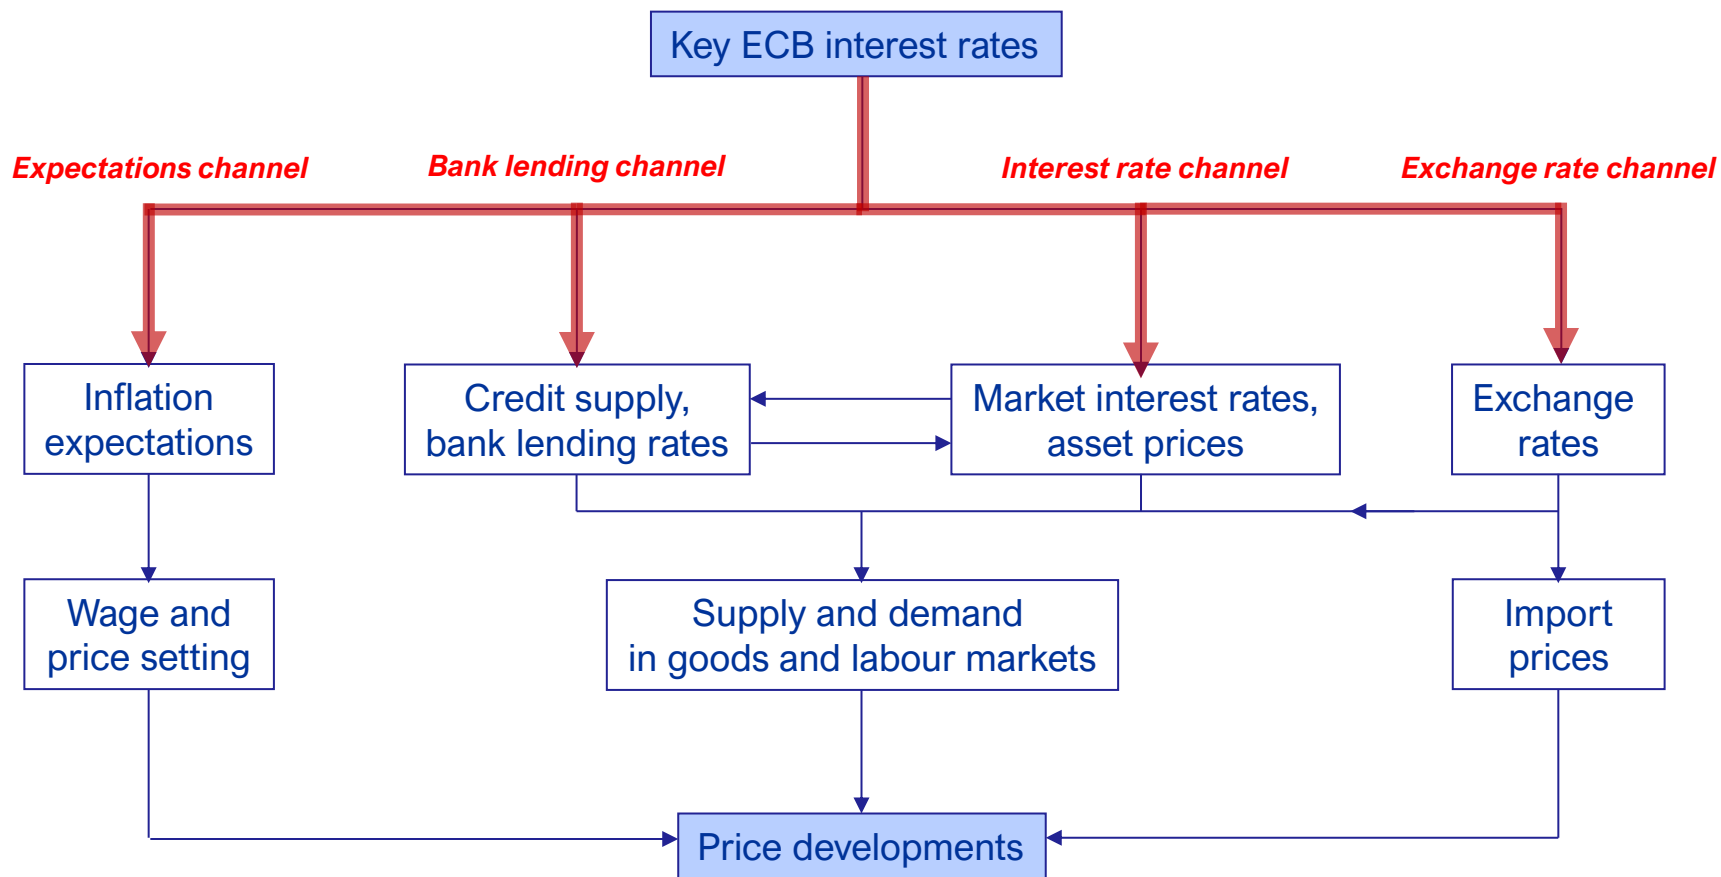 Key ECB interest rates
Expectations channel
Bank lending channel
Interest rate channel
Exchange rate channel
Inflation
expectations
Credit supply,
bank lending rates
Market interest rates,
asset prices
Exchange
rates
Wage and
price setting
Supply and demand
in goods and labour markets
Import
prices
Price developments